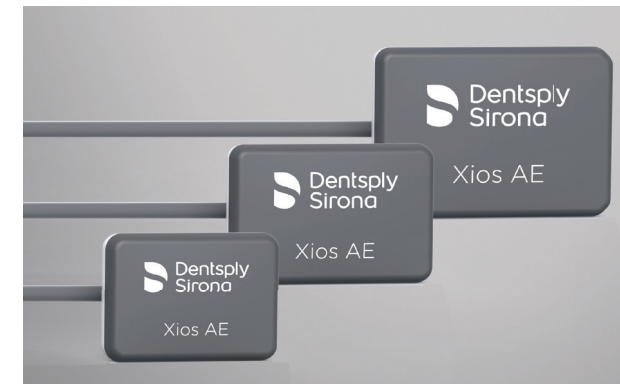 Dentsply
Sirona
Xios AE
Dentsply
Sirona
Xios AE
Dentsply
Sirona
Xios AE